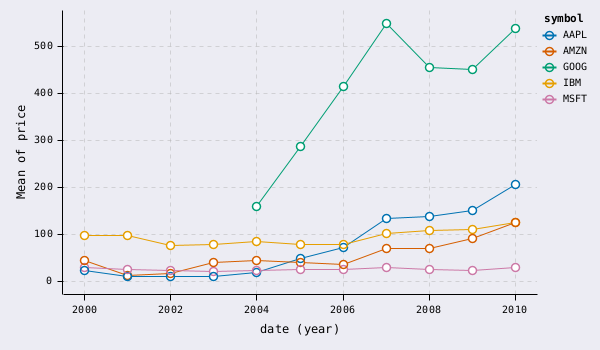 symbol
AAPL
AMZN
GOOG
IBM
MSFT
Mean of price
500
400
300
200
100
0
2000 2002 2004 2006 2008 2010
date (year)